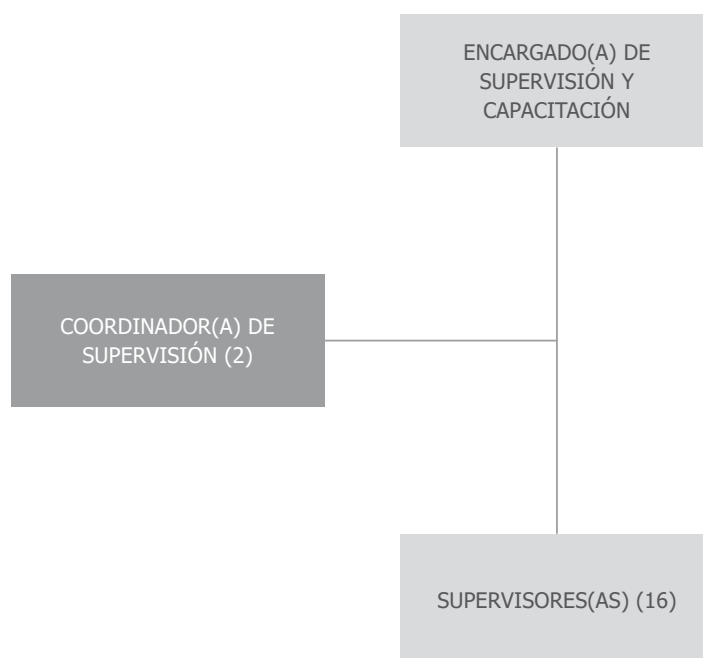 ENCARGADO(A) DE
SUPERVISIÓN Y
CAPACITACIÓN
COORDINADOR(A) DE
SUPERVISIÓN (2)
SUPERVISORES(AS) (16)